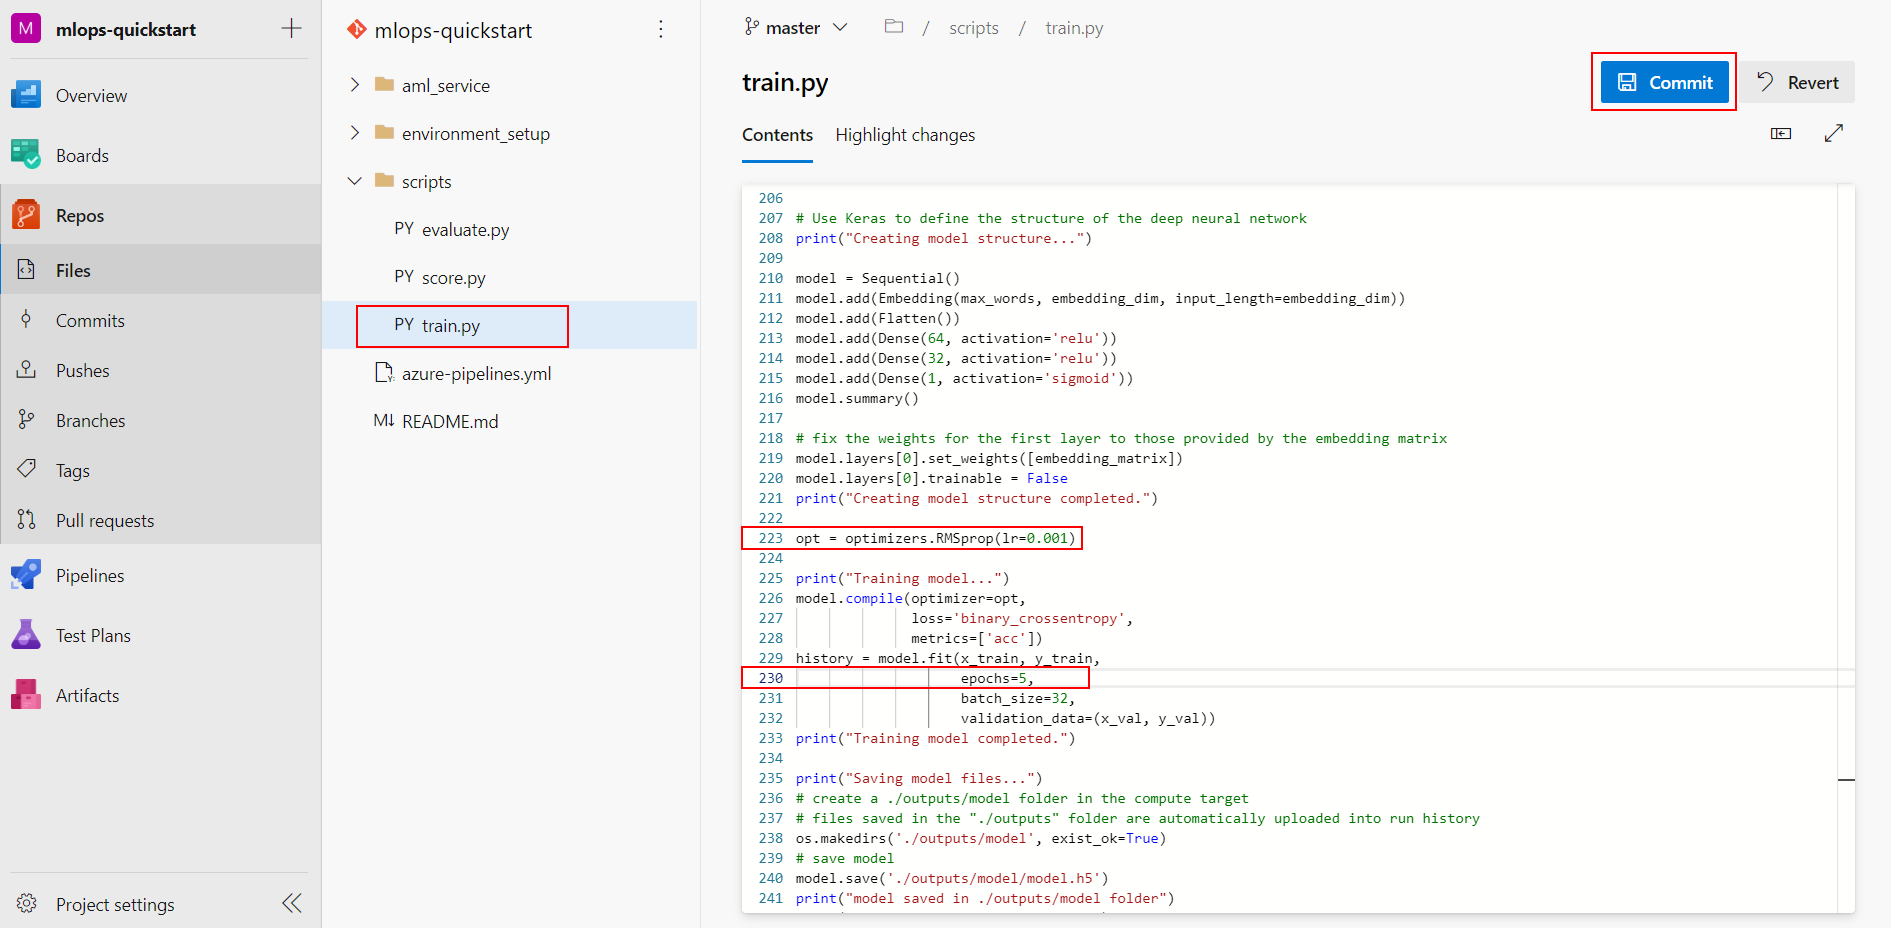 M mlops-quickstart
Overview
Boards
Repos
Files
Commits
Pushes
Branches
Tags
Pull requests
Pipelines
Test Plans
Artifacts
Project settings
mlops-quickstart
aml_service
environment_setup
scripts
PY evaluate.py
PY score.py
PY train.py
Y: azure-pipelines.yml
M↓ README.md
master / scripts / train.py
train.py
Commit
Revert
Contents Highlight changes
206
207 # Use Keras to define the structure of the deep neural network
208 print("Creating model structure...")
209
210 model = Sequential()
211 model.add(Embedding(max_words, embedding_dim, input_length=embedding_dim))
212 model.add(Flatten())
213 model.add(Dense(64, activation='relu'))
214 model.add(Dense(32, activation='relu'))
215 model.add(Dense(1, activation='sigmoid'))
216 model.summary()
217
218 # fix the weights for the first layer to those provided by the embedding matrix
219 model.layers[0].set_weights([embedding_matrix])
220 model.layers[0].trainable = False
221 print("Creating model structure completed.")
222
223 opt = optimizers.RMSprop(lr=0.001)
224
225 print("Training model...")
226 model.compile(optimizer=opt,
227 loss='binary_crossentropy',
228 metrics=['acc'])
229 history = model.fit(x_train, y_train,
230 epochs=5,
231 batch_size=32,
232 validation_data=(x_val, y_val))
233 print("Training model completed.")
234
235 print("Saving model files...")
236 # create a ./outputs/model folder in the compute target
237 # files saved in the "./outputs" folder are automatically uploaded into run history
238 os.makedirs('./outputs/model', exist_ok=True)
239 # save model
240 model.save('./outputs/model/model.h5')
241 print("model saved in ./outputs/model folder")